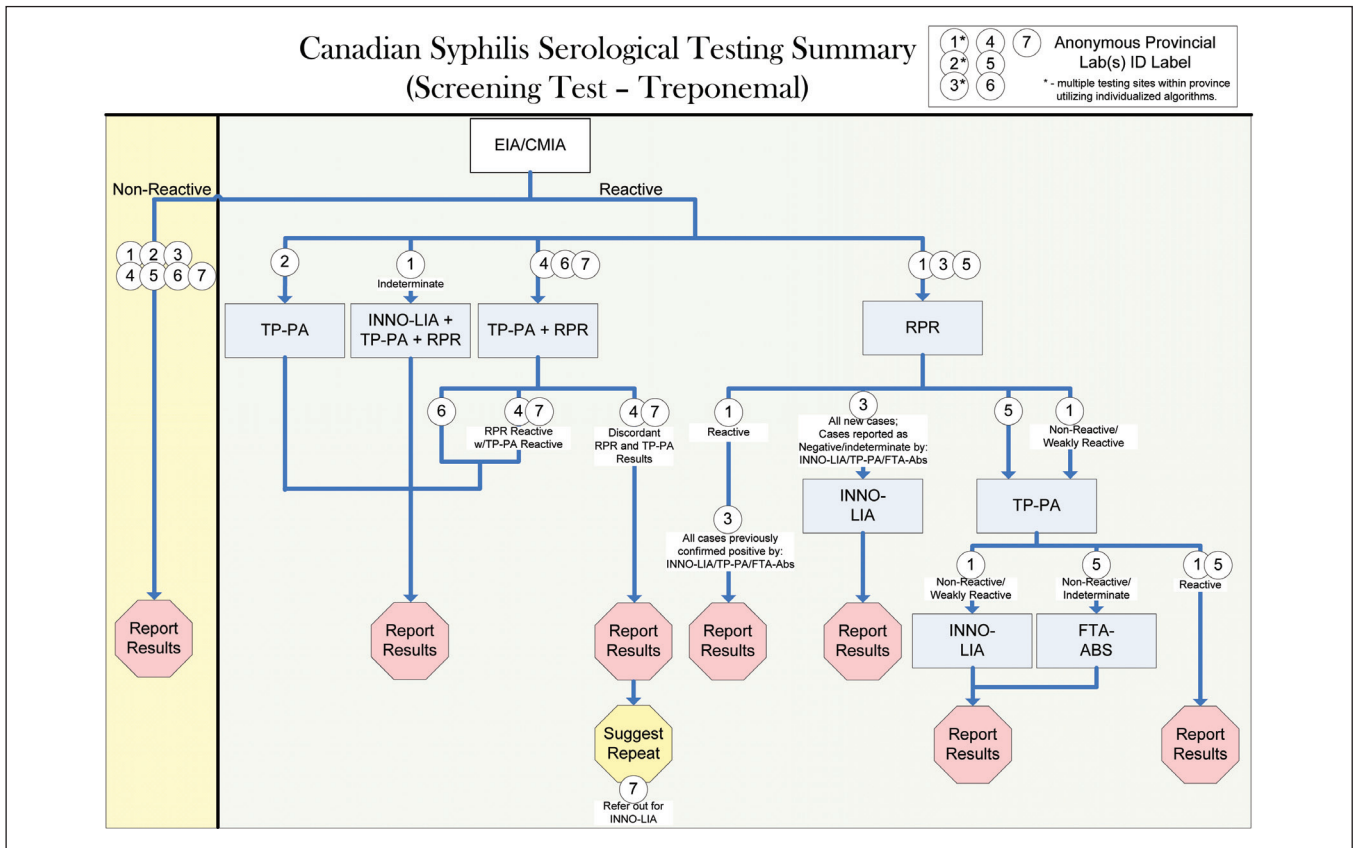 Canadian Syphilis Serological Testing Summary
(Screening Test – Treponemal)
1* 4 7
2* 5
3* 6
Anonymous Provincial
Lab(s) ID Label
* - multiple testing sites within province
utilizing individualized algorithms.
EIA/CMIA
Non-Reactive
Reactive
1 2 3
4 5 6 7
2
1
Indeterminate
4 6 7
1 3 5
TP-PA
INNO-LIA +
TP-PA + RPR
TP-PA + RPR
RPR
6
4 7
RPR Reactive
w/TP-PA Reactive
4 7
Discordant
RPR and TP-PA
Results
1
Reactive
3
All new cases;
Cases reported as
Negative/indeterminate by:
INNO-LIA/TP-PA/FTA-Abs
5
1
Non-Reactive/
Weakly Reactive
INNO-
LIA
TP-PA
3
All cases previously
confirmed positive by:
INNO-LIA/TP-PA/FTA-Abs
1
Non-Reactive/
Weakly Reactive
5
Non-Reactive/
Indeterminate
1 5
Reactive
Report
Results
Report
Results
Report
Results
Report
Results
Report
Results
INNO-
LIA
FTA-
ABS
Suggest
Repeat
7
Refer out for
INNO-LIA
Report
Results
Report
Results